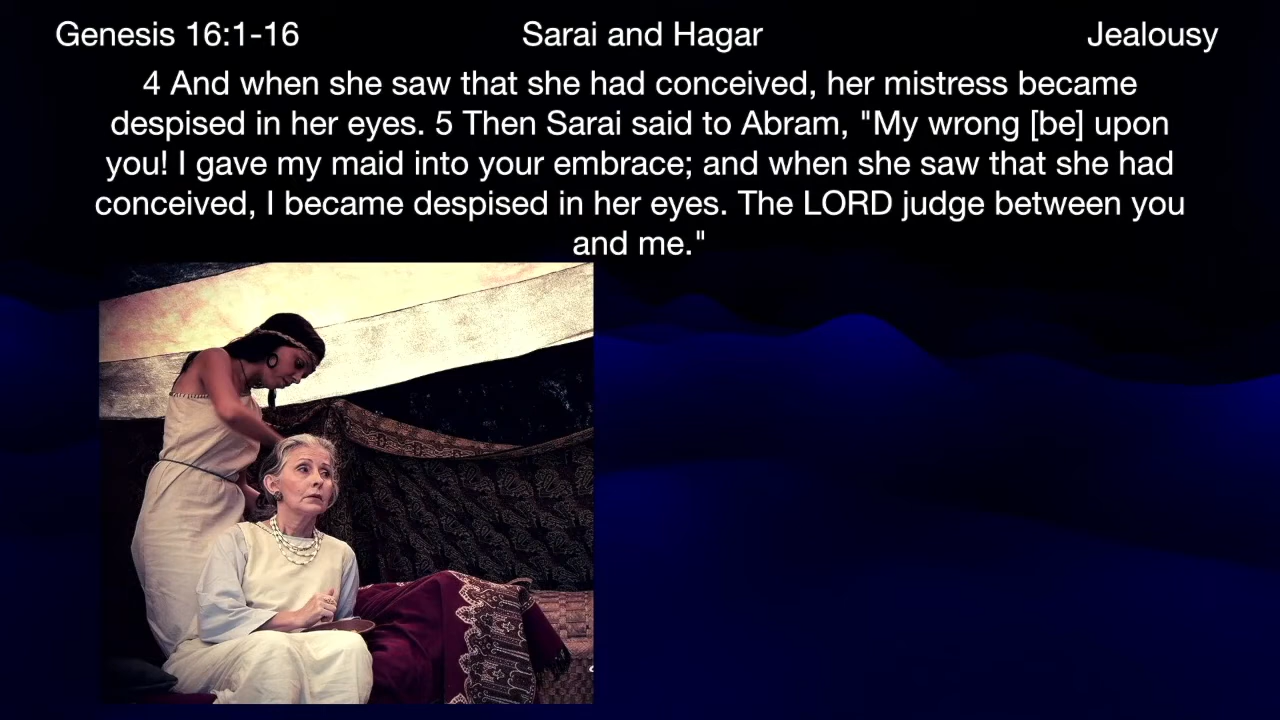 Genesis 16:1-16 Sarai and Hagar Jealousy
4 And when she saw that she had conceived, her mistress became
despised in her eyes. 5 Then Sarai said to Abram, "My wrong [be] upon
you! I gave my maid into your embrace; and when she saw that she had
conceived, I became despised in her eyes. The LORD judge between you
and me."